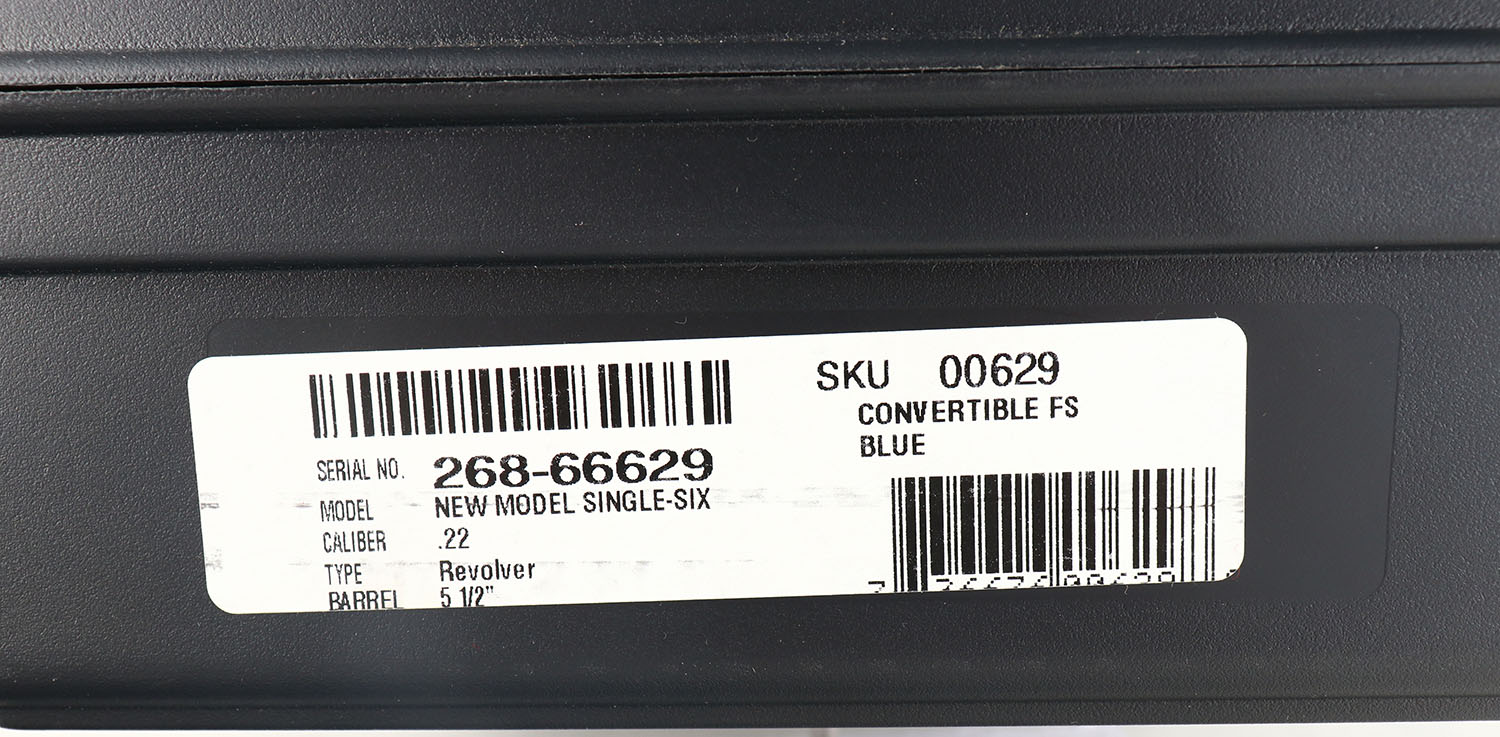 SERIAL NO. 268-66629
MODEL NEW MODEL SINGLE-SIX
CALIBER .22
TYPE Revolver
BARREL 5 1/2"
SKU 00629
CONVERTIBLE FS
BLUE